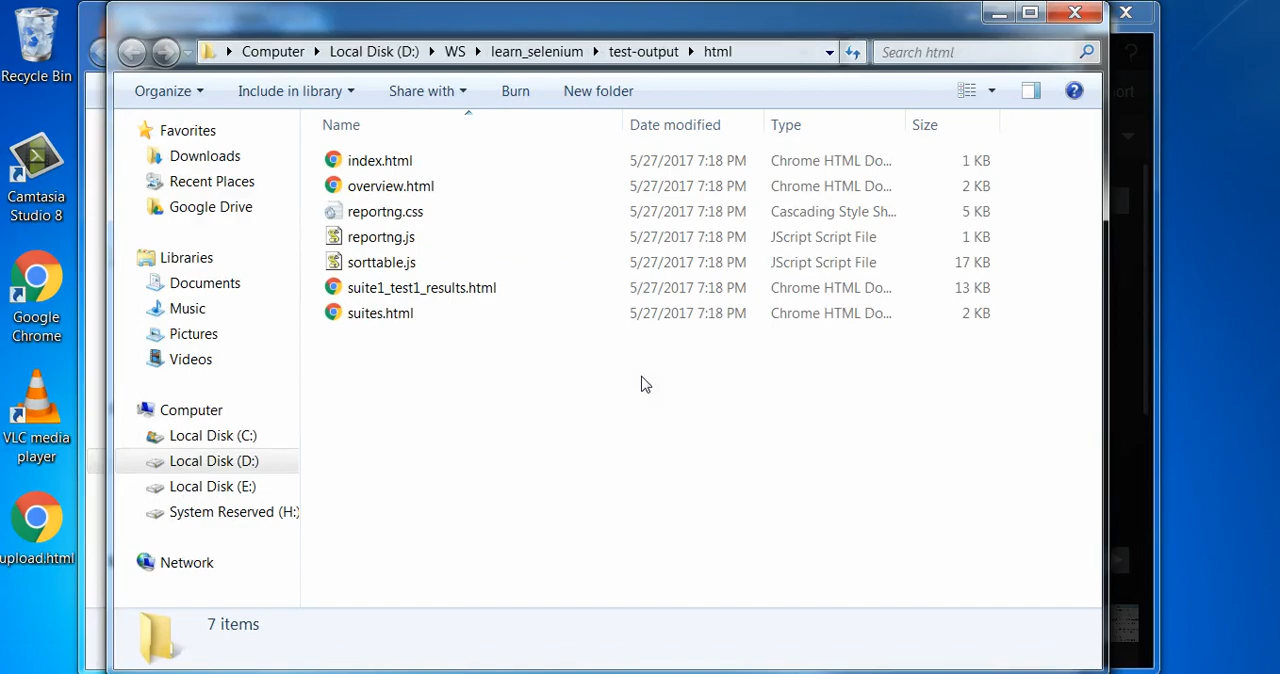 Recycle Bin
Camtasia
Studio 8
Google
Chrome
VLC media
player
upload.html
Computer Local Disk (D:) WS learn_selenium test-output html
Search html
Organize Include in library Share with Burn New folder
Favorites
Downloads
Recent Places
Google Drive
Libraries
Documents
Music
Pictures
Videos
Computer
Local Disk (C:)
Local Disk (D:)
Local Disk (E:)
System Reserved (H:)
Network
Name Date modified Type Size
index.html 5/27/2017 7:18 PM Chrome HTML Do... 1 KB
overview.html 5/27/2017 7:18 PM Chrome HTML Do... 2 KB
reportng.css 5/27/2017 7:18 PM Cascading Style Sh... 5 KB
reportng.js 5/27/2017 7:18 PM JScript Script File 1 KB
sorttable.js 5/27/2017 7:18 PM JScript Script File 17 KB
suite1_test1_results.html 5/27/2017 7:18 PM Chrome HTML Do... 13 KB
suites.html 5/27/2017 7:18 PM Chrome HTML Do... 2 KB
7 items